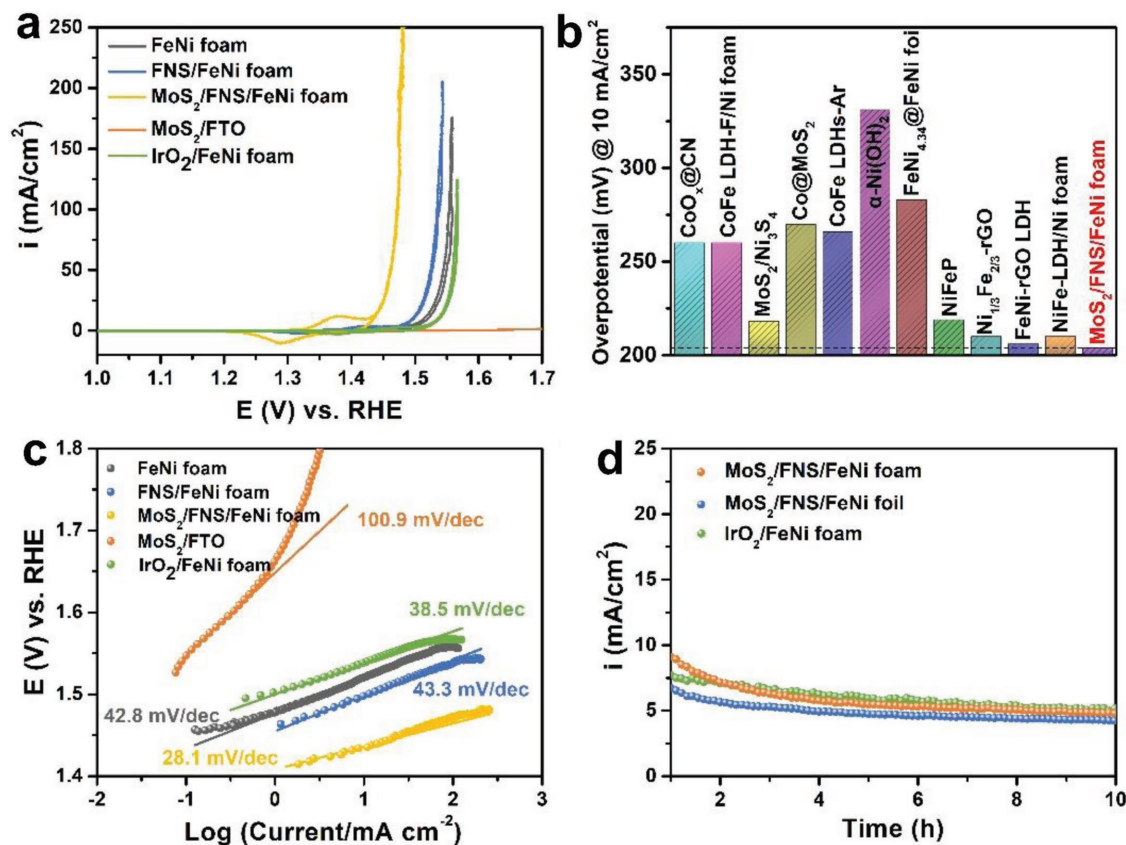 a
250
200
150
100
50
0
i (mA/cm²)
FeNi foam
FNS/FeNi foam
MoS₂/FNS/FeNi foam
MoS₂/FTO
IrO₂/FeNi foam
1.0 1.1 1.2 1.3 1.4 1.5 1.6 1.7
E (V) vs. RHE
b
350
300
250
200
Overpotential (mV) @ 10 mA/cm²
CoOₓ@CN
CoFe LDH-F/Ni foam
MoS₂/Ni₃S₄
Co@MoS₂
CoFe LDHs-Ar
α-Ni(OH)₂
FeNi₄.₃₄@FeNi foi
NiFeP
Ni₁/₃Fe₂/₃-rGO
FeNi-rGO LDH
NiFe-LDH/Ni foam
MoS₂/FNS/FeNi foam
c
1.8
1.7
1.6
1.5
1.4
E (V) vs. RHE
FeNi foam
FNS/FeNi foam
MoS₂/FNS/FeNi foam
MoS₂/FTO
IrO₂/FeNi foam
100.9 mV/dec
38.5 mV/dec
43.3 mV/dec
42.8 mV/dec
28.1 mV/dec
-2 -1 0 1 2 3
Log (Current/mA cm⁻²)
d
25
20
15
10
5
0
i (mA/cm²)
MoS₂/FNS/FeNi foam
MoS₂/FNS/FeNi foil
IrO₂/FeNi foam
2 4 6 8 10
Time (h)